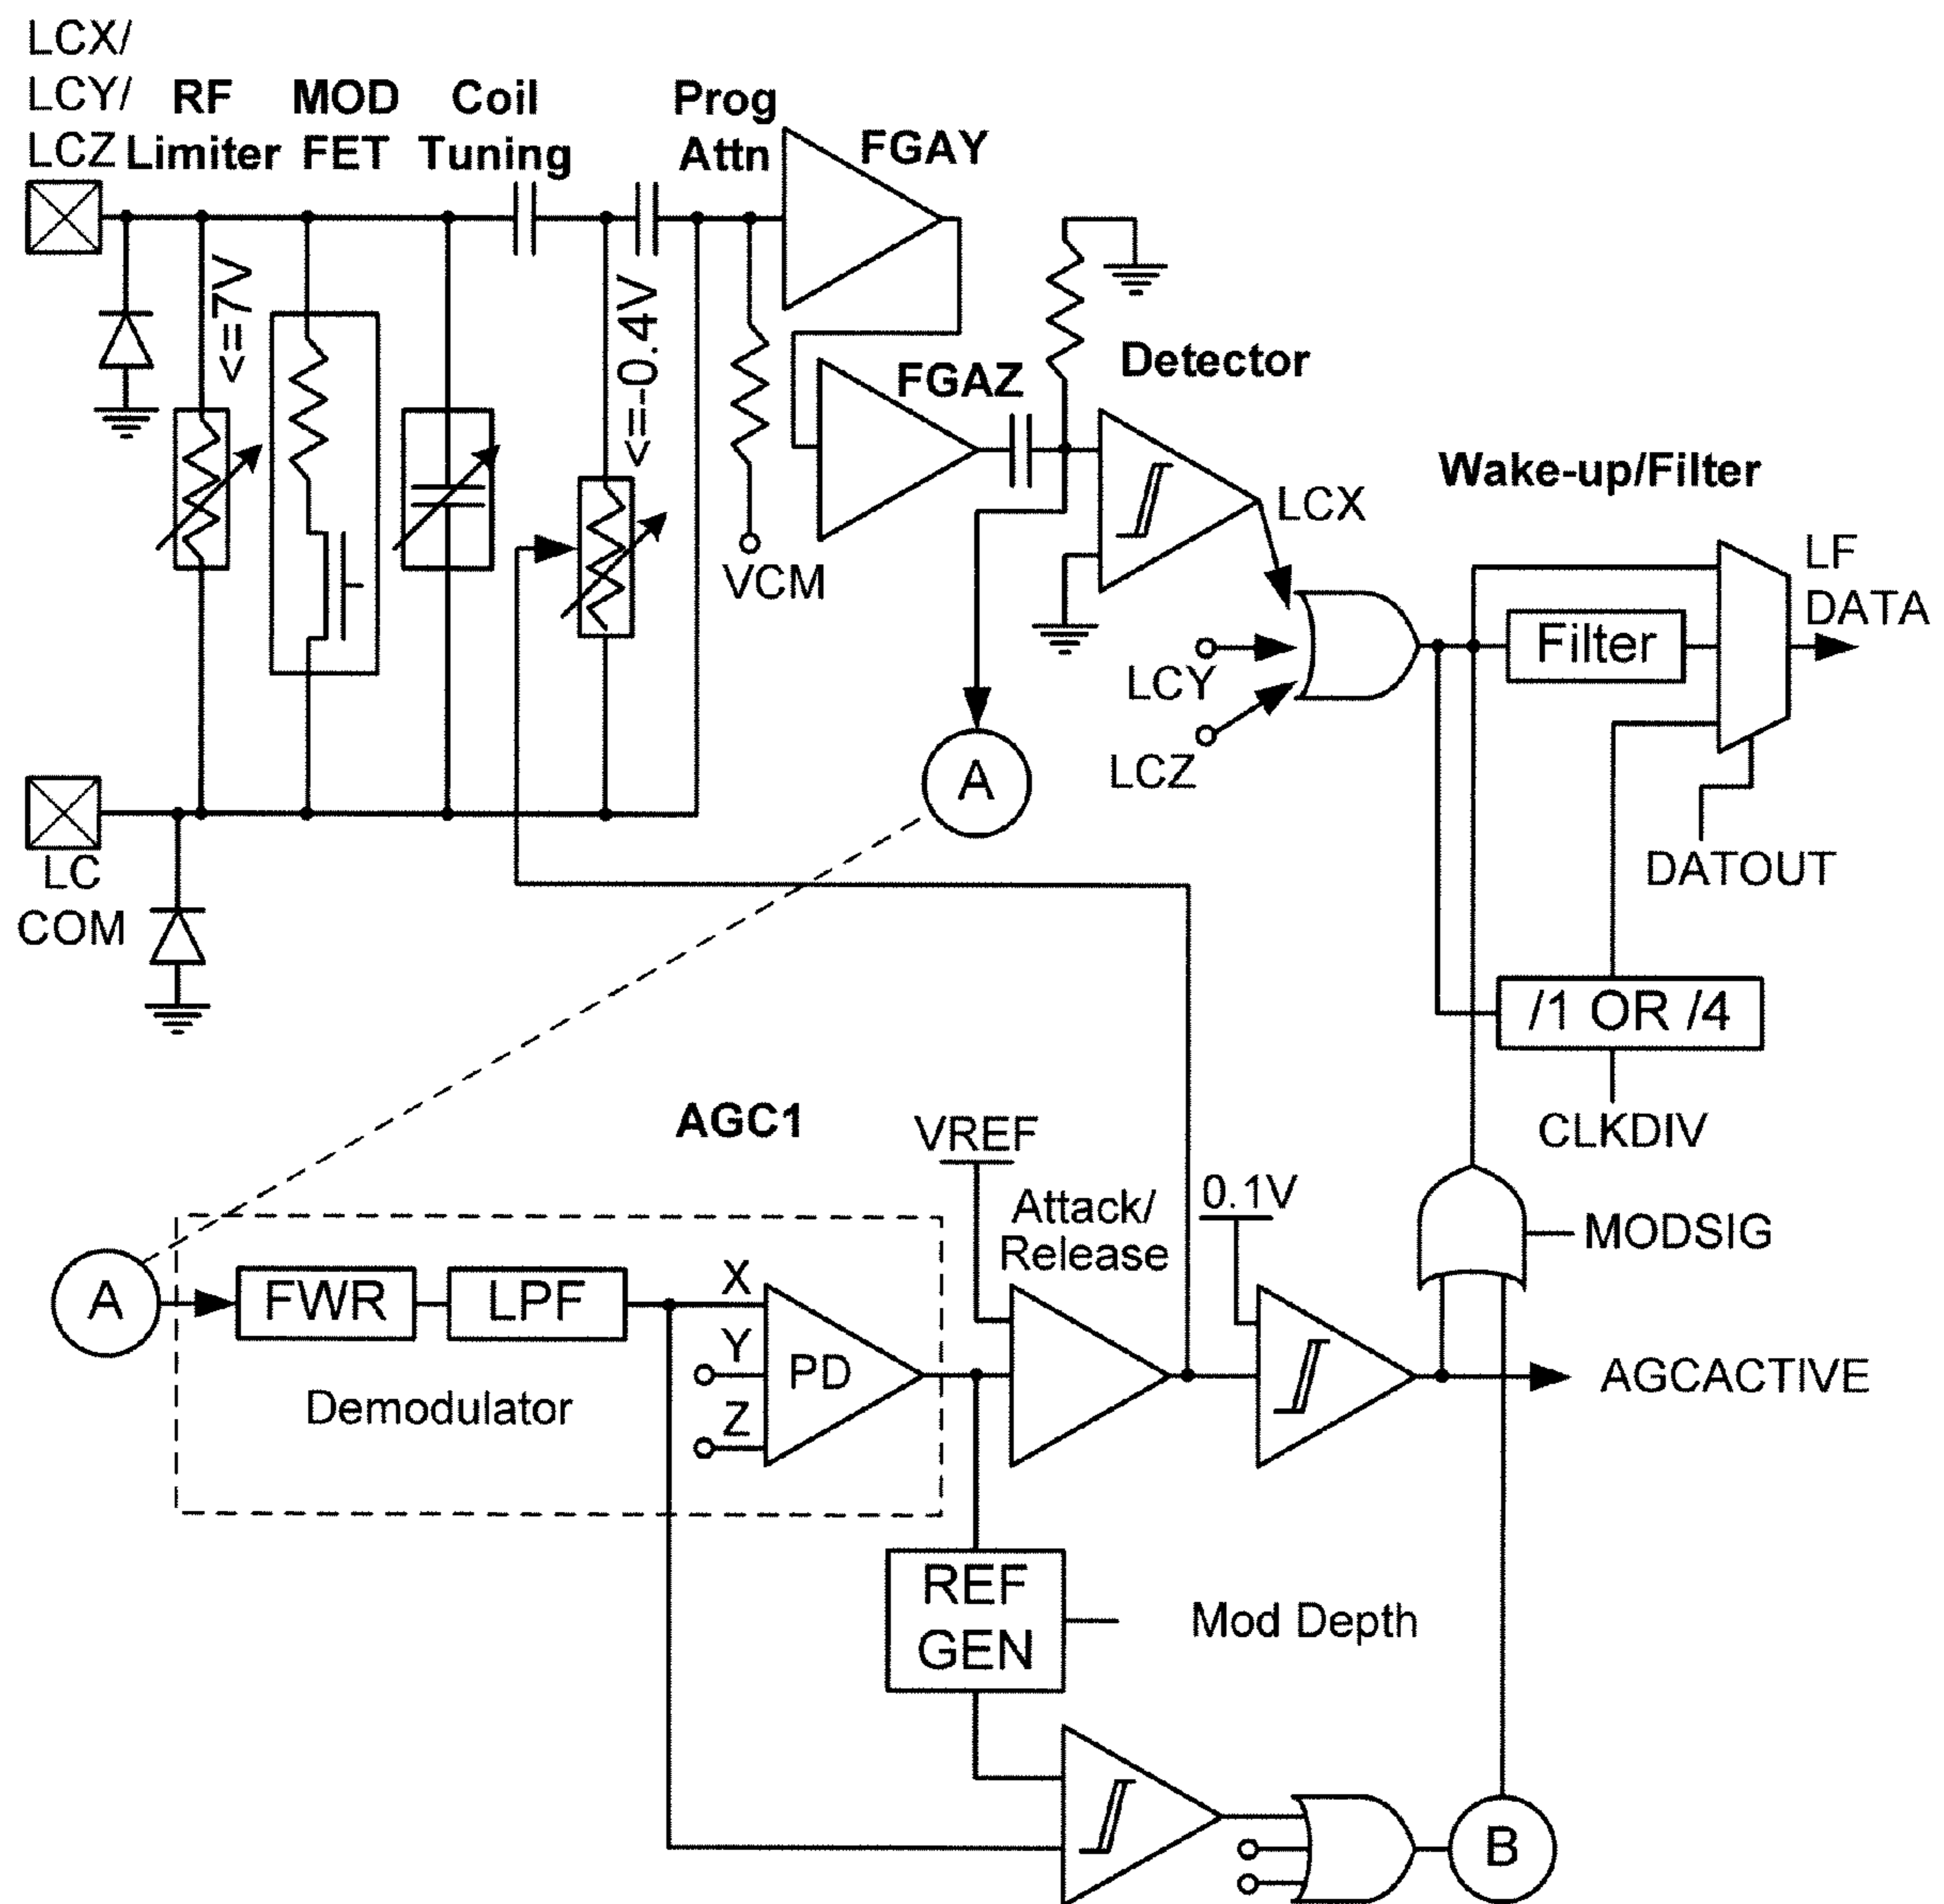 LCX/
LCY/
LCZ
RF
Limiter
MOD
FET
Coil
Tuning
Prog
Attn
FGAY
<=7V
<=-0.4V
VCM
FGAZ
Detector
LCX
LCY
LCZ
Wake-up/Filter
Filter
LF
DATA
DATOUT
A
LC
COM
/1 OR /4
CLKDIV
AGC1
VREF
Attack/
Release
0.1V
MODSIG
A
FWR
LPF
X
Y
Z
PD
Demodulator
AGCACTIVE
REF
GEN
Mod Depth
B